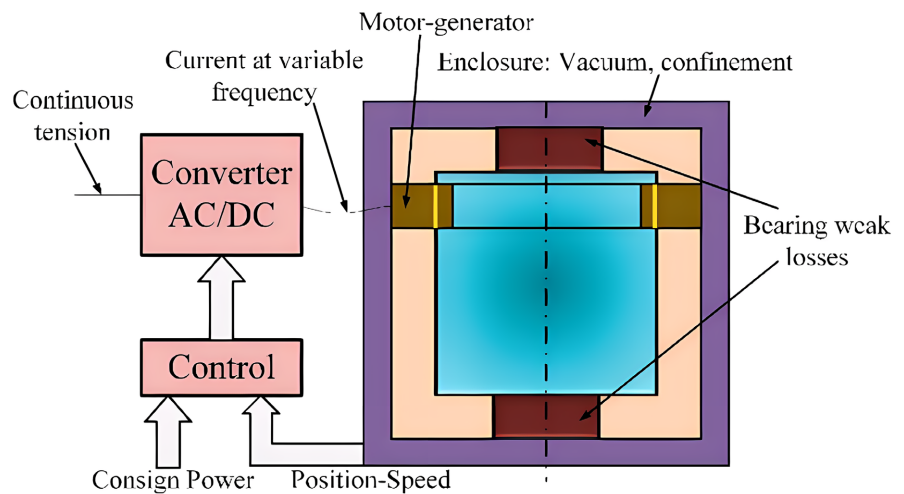 Motor-generator
Current at variable
frequency
Enclosure: Vacuum, confinement
Continuous
tension
Converter
AC/DC
Bearing weak
losses
Control
Consign Power
Position-Speed